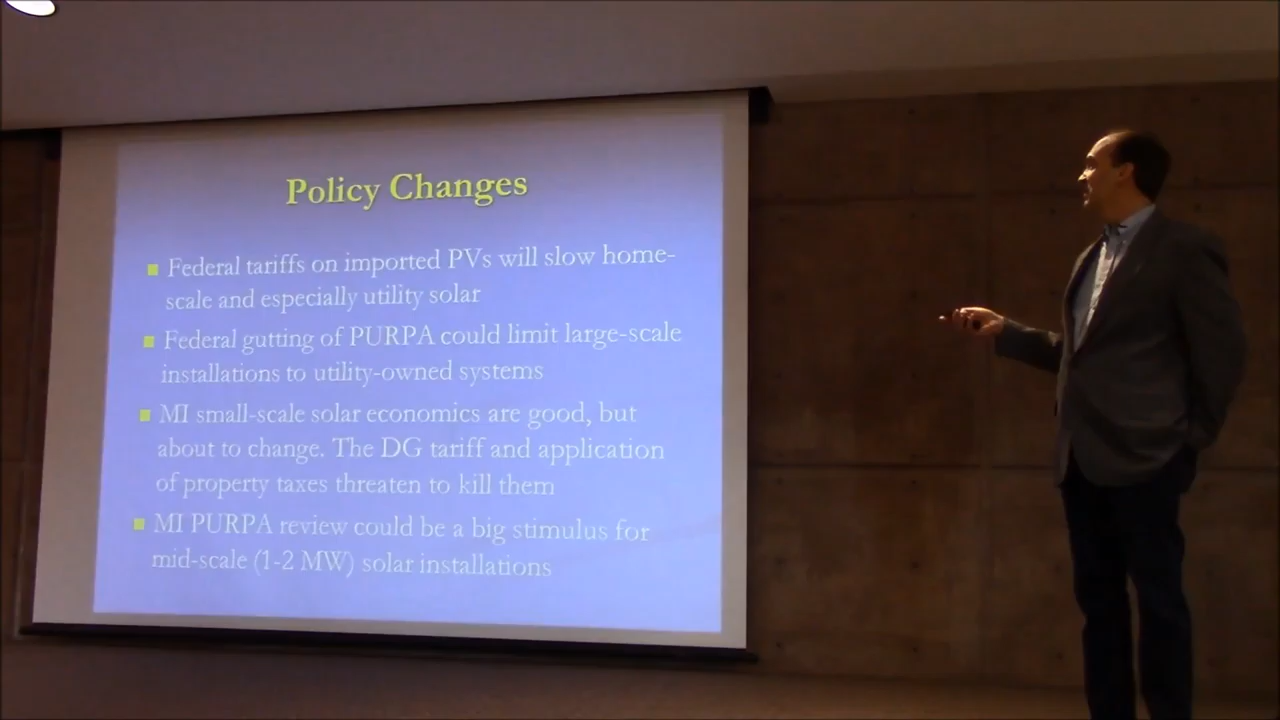 Policy Changes
Federal tariffs on imported PVs will slow home-
scale and especially utility solar
Federal gutting of PURPA could limit large-scale
installations to utility-owned systems
MI small-scale solar economics are good, but
about to change. The DG tariff and application
of property taxes threaten to kill them
MI PURPA review could be a big stimulus for
mid-scale (1-2 MW) solar installations